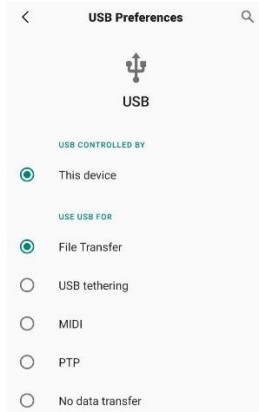 USB Preferences
USB
USB CONTROLLED BY
This device
USE USB FOR
File Transfer
USB tethering
MIDI
PTP
No data transfer